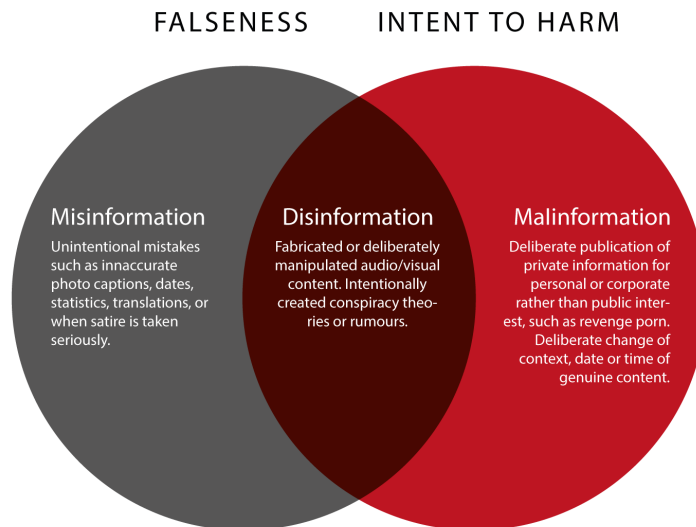 FALSENESS
INTENT TO HARM
Misinformation
Unintentional mistakes
such as innaccurate
photo captions, dates,
statistics, translations, or
when satire is taken
seriously.
Disinformation
Fabricated or deliberately
manipulated audio/visual
content. Intentionally
created conspiracy theo-
ries or rumours.
Malinformation
Deliberate publication of
private information for
personal or corporate
rather than public inter-
est, such as revenge porn.
Deliberate change of
context, date or time of
genuine content.